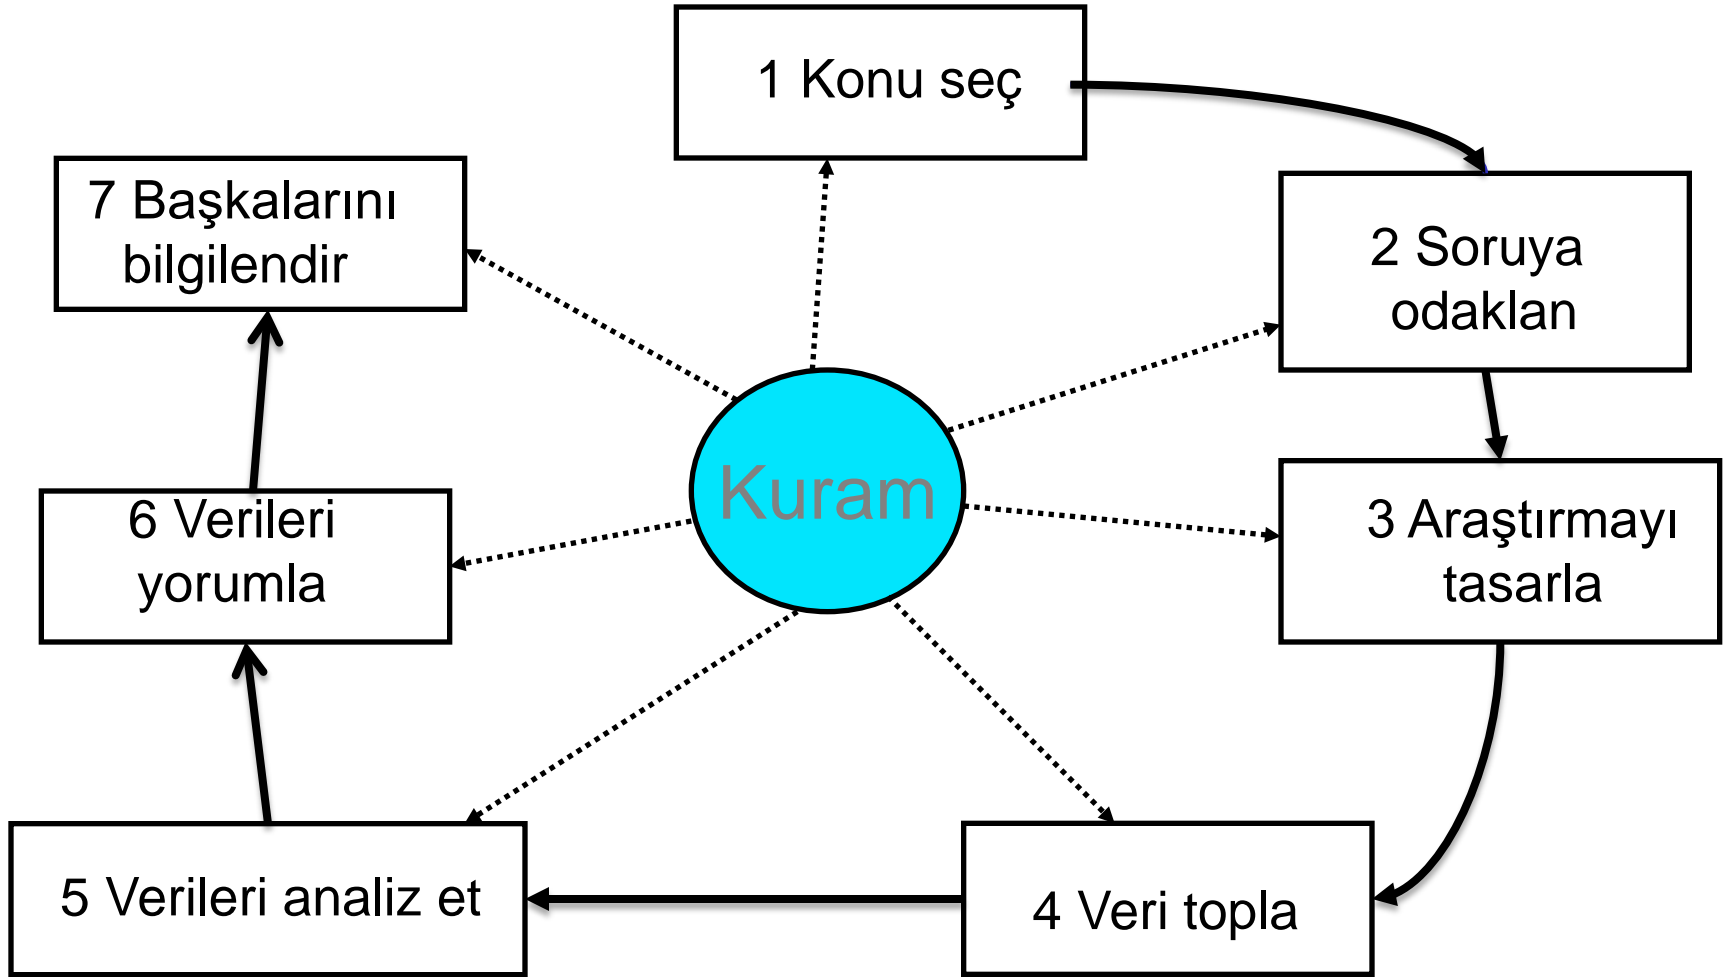 1 Konu seç
2 Soruya
odaklan
3 Araştırmayı
tasarla
4 Veri topla
5 Verileri analiz et
6 Verileri
yorumla
7 Başkalarını
bilgilendir
Kuram